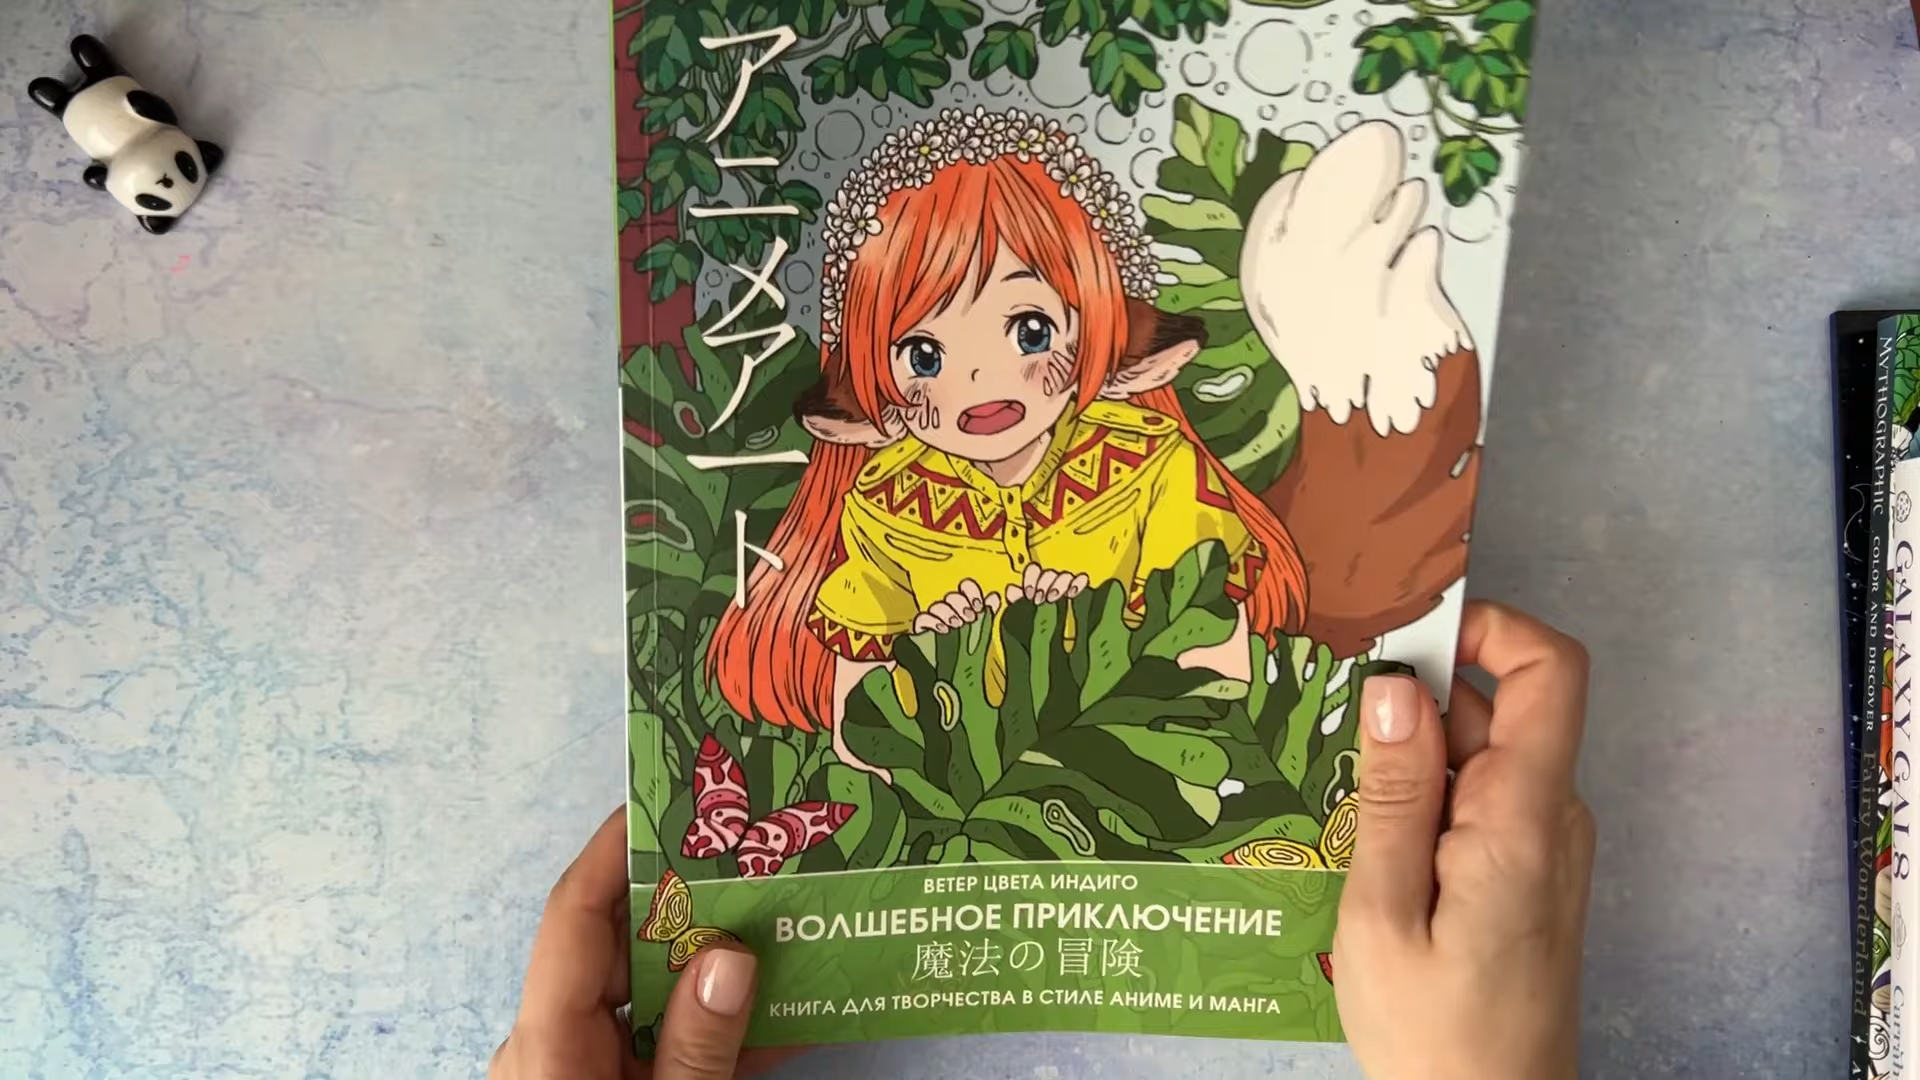 アニメアート
ВЕТЕР ЦВЕТА ИНДИГО
ВОЛШЕБНОЕ ПРИКЛЮЧЕНИЕ
魔法の冒険
КНИГА ДЛЯ ТВОРЧЕСТВА В СТИЛЕ АНИМЕ И МАНГА
MYTHOGRAPHIC COLOR AND DISCOVER Fairy Wonderland
GALAXY GALS